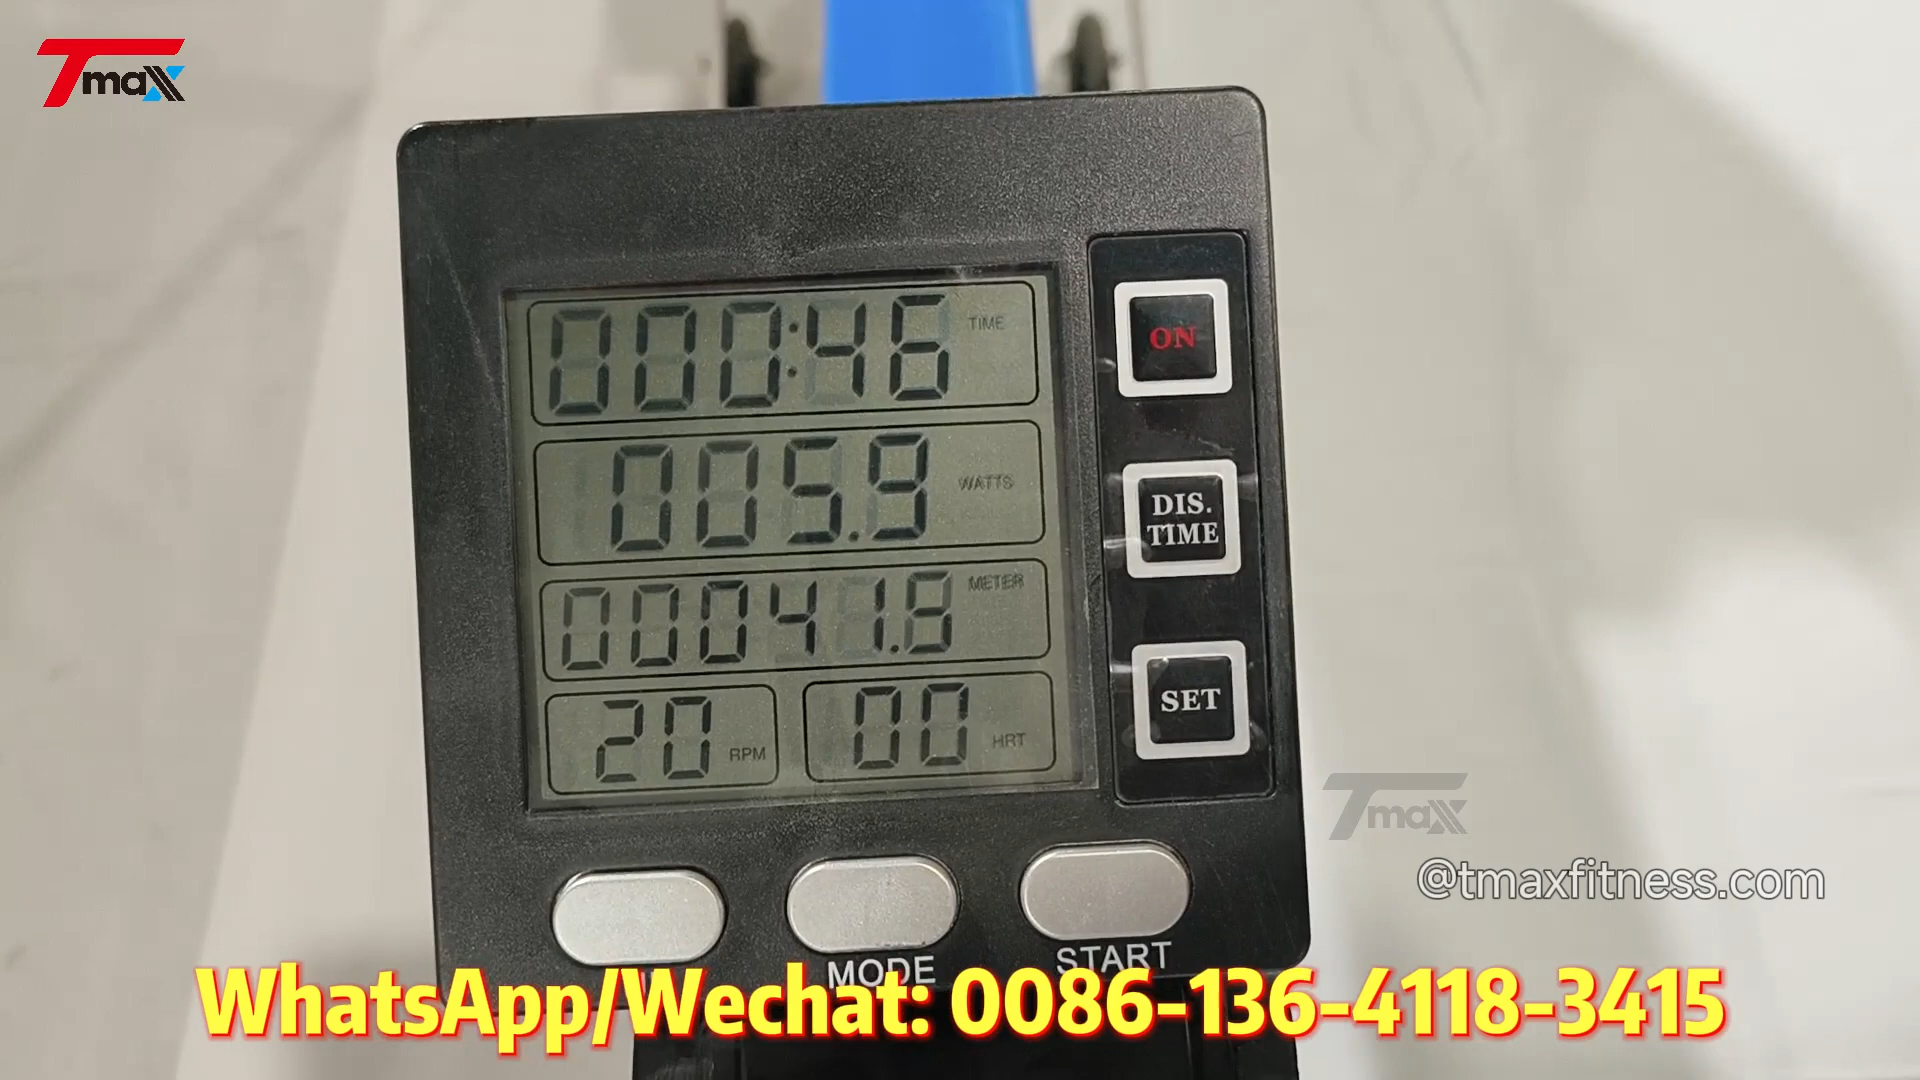 Tmax
000:46 TIME
005.9 WATTS
00041.8 METER
20 RPM 00 HRT
ON
DIS.
TIME
SET
Tmax
@tmaxfitness.com
MODE START
WhatsApp/Wechat: 0086-136-4118-3415